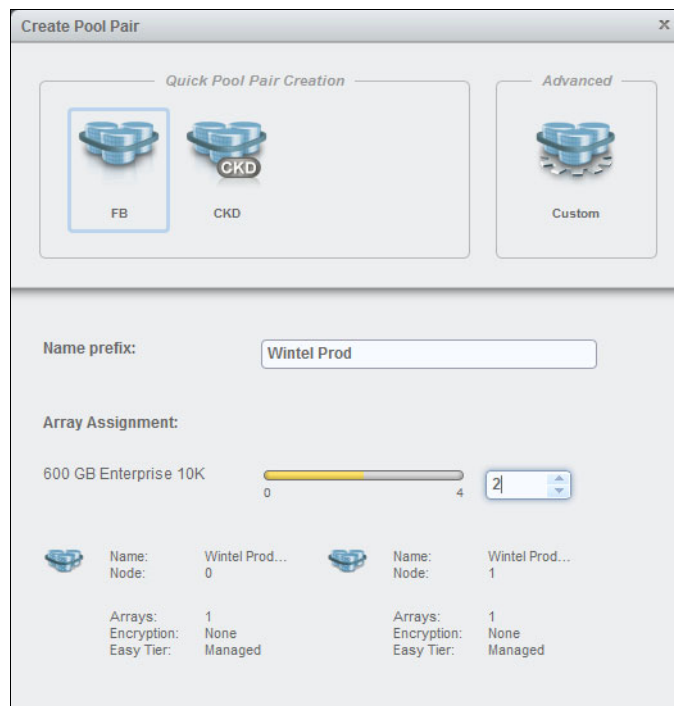 Create Pool Pair x
Quick Pool Pair Creation
Advanced
CKD
FB
CKD
Custom
Name prefix:
Wintel Prod
Array Assignment:
600 GB Enterprise 10K
2
0
4
Name: Wintel Prod...
Node: 0
Arrays: 1
Encryption: None
Easy Tier: Managed
Name: Wintel Prod...
Node: 1
Arrays: 1
Encryption: None
Easy Tier: Managed